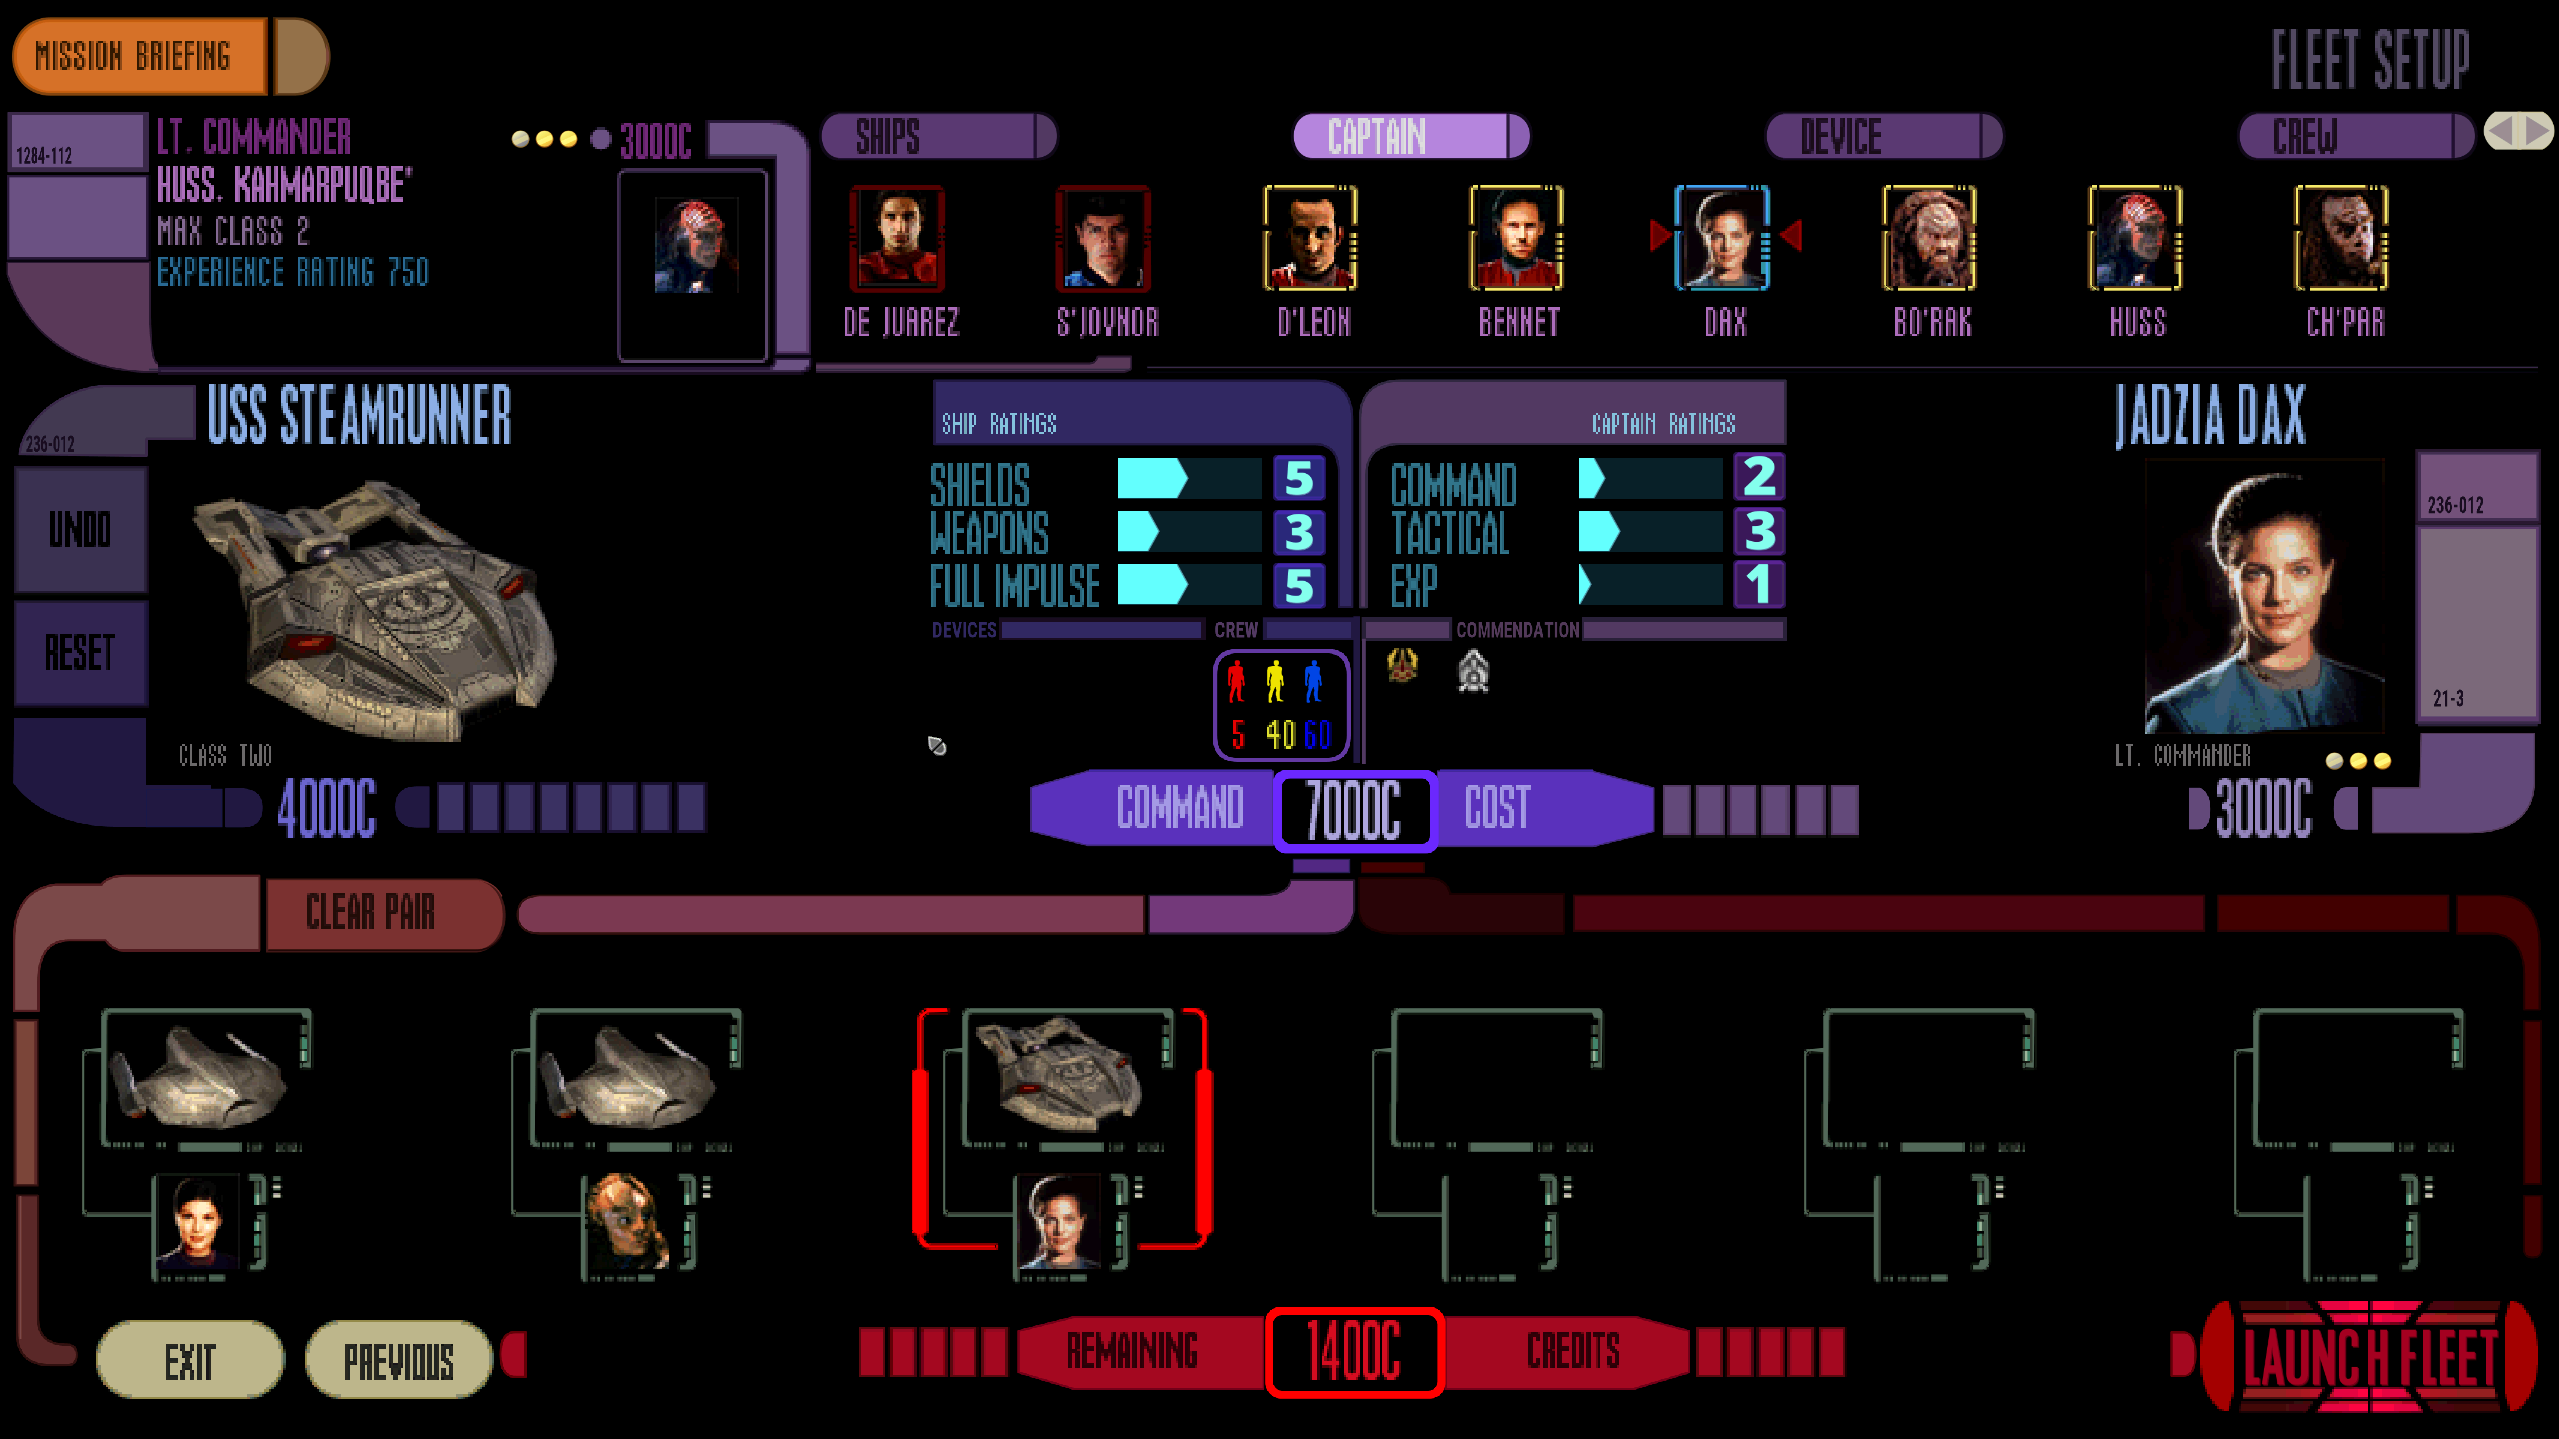 MISSION BRIEFING
FLEET SETUP
1284-112
LT. COMMANDER
3000C
HUSS. KAHMARPUQBE'
MAX CLASS 2
EXPERIENCE RATING 750
SHIPS
CAPTAIN
DEVICE
CREW
DE JUAREZ
S'JOVNOR
D'LEON
BENNET
DAX
BO'RAK
HUSS
CH'PAR
236-012
USS STEAMRUNNER
UNDO
RESET
CLASS TWO
4000C
SHIP RATINGS
SHIELDS 5
WEAPONS 3
FULL IMPULSE 5
DEVICES
CREW
5 40 60
CAPTAIN RATINGS
COMMAND 2
TACTICAL 3
EXP 1
COMMENDATION
COMMAND 7000C COST
JADZIA DAX
236-012
21-3
LT. COMMANDER
3000C
CLEAR PAIR
EXIT
PREVIOUS
REMAINING 1400C CREDITS
LAUNCH FLEET